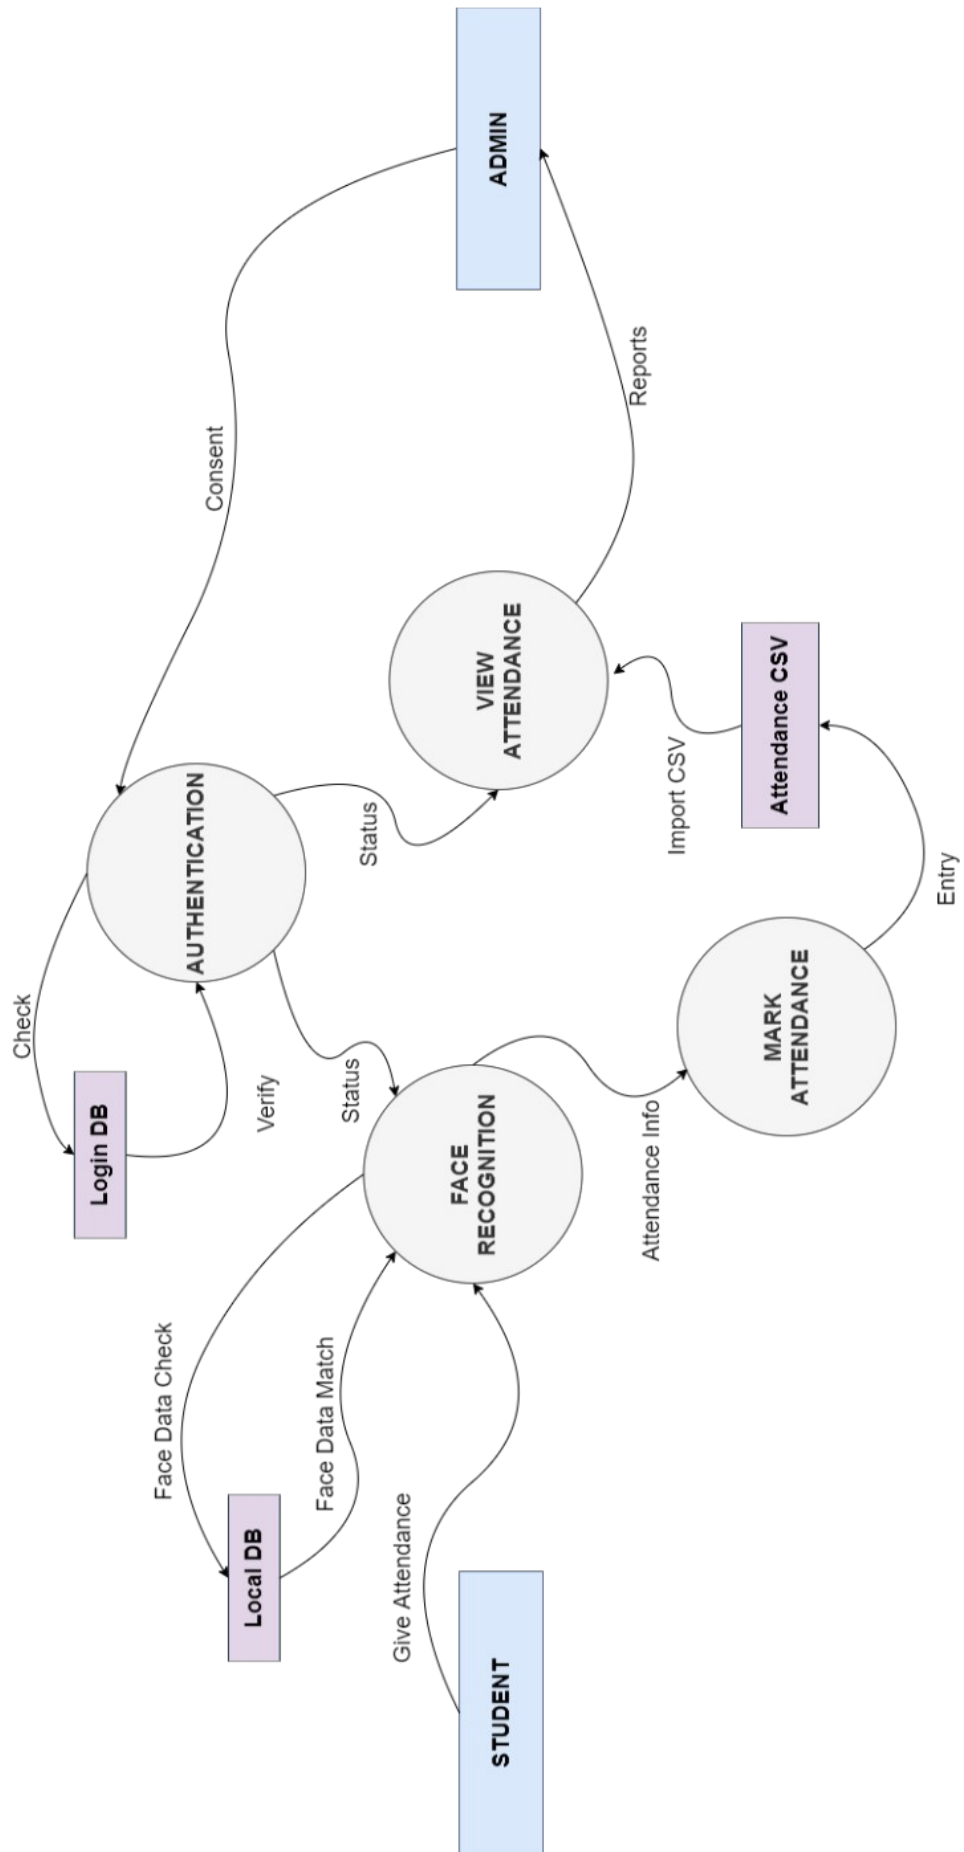 Check
Login DB
Verify
AUTHENTICATION
Consent
Face Data Check
Local DB
Face Data Match
Status
Status
Give Attendance
STUDENT
FACE
RECOGNITION
VIEW
ATTENDANCE
ADMIN
Reports
Attendance Info
Import CSV
MARK
ATTENDANCE
Attendance CSV
Entry